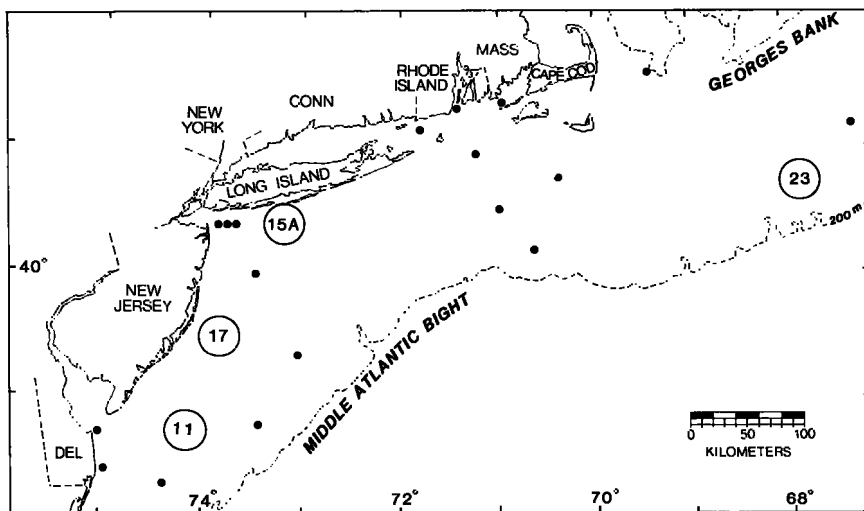 MASS
GEORGES BANK
CAPE COD
RHODE
ISLAND
CONN
NEW
YORK
LONG ISLAND
23
15A
200 m
40°
NEW
JERSEY
17
MIDDLE ATLANTIC BIGHT
11
DEL
0 50 100
KILOMETERS
74° 72° 70° 68°